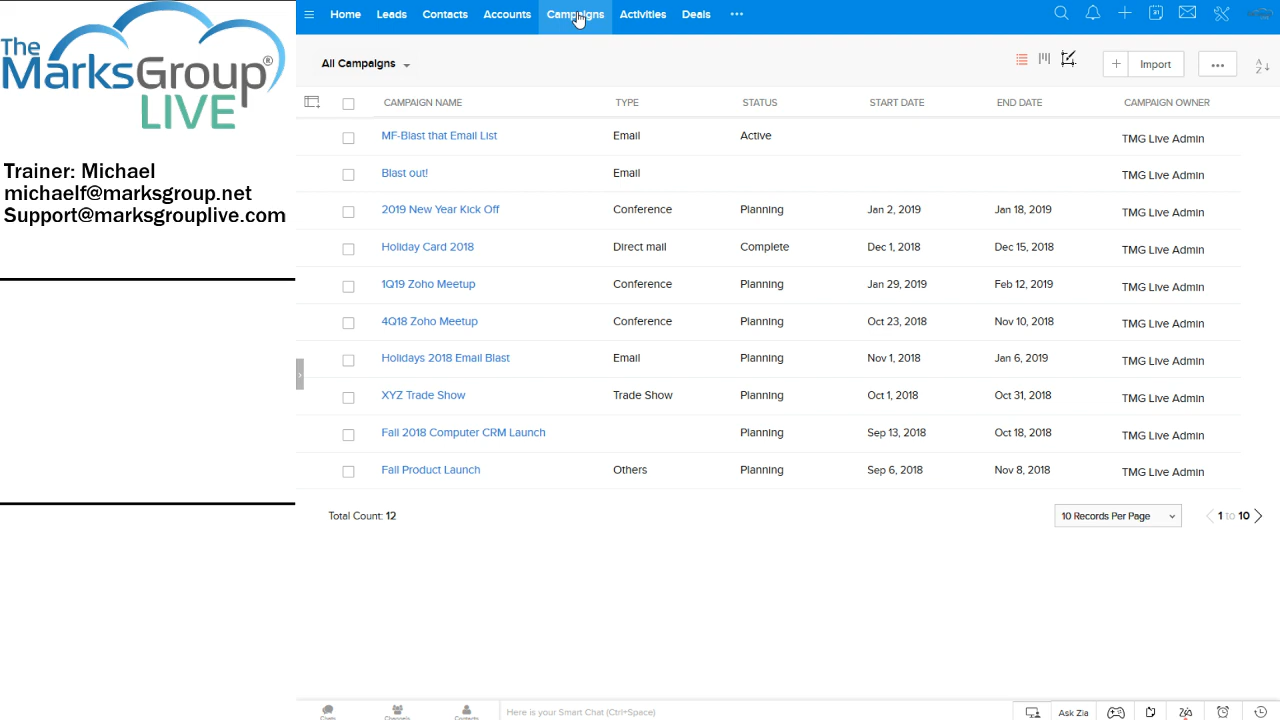 The
MarksGroup®
LIVE
Trainer: Michael
michaelf@marksgroup.net
Support@marksgrouplive.com
Home Leads Contacts Accounts Campaigns Activities Deals
All Campaigns
Import
CAMPAIGN NAME TYPE STATUS START DATE END DATE CAMPAIGN OWNER
MF-Blast that Email List Email Active TMG Live Admin
Blast out! Email TMG Live Admin
2019 New Year Kick Off Conference Planning Jan 2, 2019 Jan 18, 2019 TMG Live Admin
Holiday Card 2018 Direct mail Complete Dec 1, 2018 Dec 15, 2018 TMG Live Admin
1Q19 Zoho Meetup Conference Planning Jan 29, 2019 Feb 12, 2019 TMG Live Admin
4Q18 Zoho Meetup Conference Planning Oct 23, 2018 Nov 10, 2018 TMG Live Admin
Holidays 2018 Email Blast Email Planning Nov 1, 2018 Jan 6, 2019 TMG Live Admin
XYZ Trade Show Trade Show Planning Oct 1, 2018 Oct 31, 2018 TMG Live Admin
Fall 2018 Computer CRM Launch Planning Sep 13, 2018 Oct 18, 2018 TMG Live Admin
Fall Product Launch Others Planning Sep 6, 2018 Nov 8, 2018 TMG Live Admin
Total Count: 12 10 Records Per Page 1 to 10
Chats Channels Contacts Here is your Smart Chat (Ctrl+Space) Ask Zia